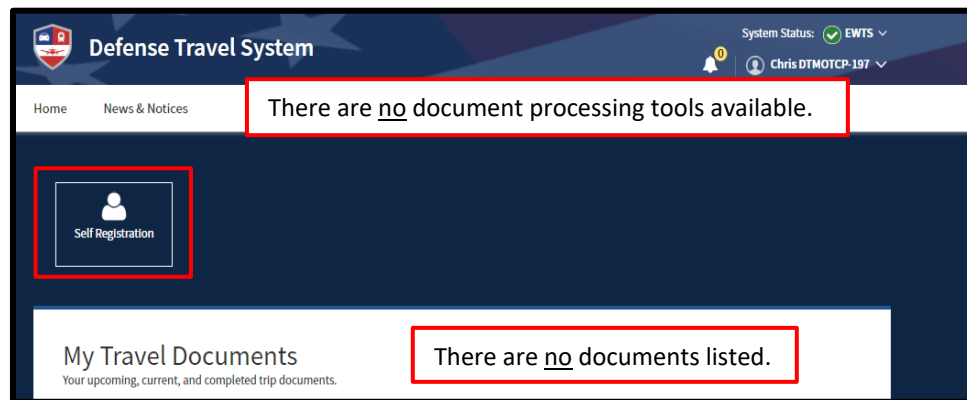 System Status: EWTS
Defense Travel System
0
Chris DTMOTCP-197
Home News & Notices
There are no document processing tools available.
Self Registration
My Travel Documents
There are no documents listed.
Your upcoming, current, and completed trip documents.